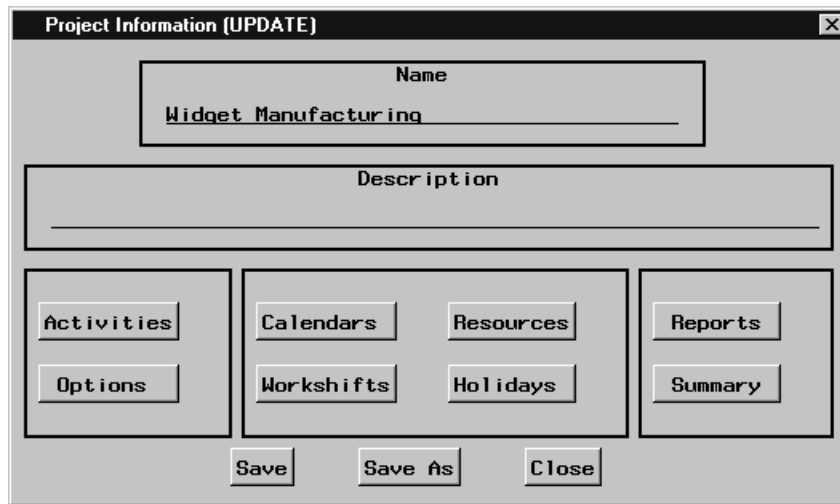 Project Information (UPDATE)
Name
Widget Manufacturing
Description
Activities Calendars Resources Reports
Options Workshifts Holidays Summary
Save Save As Close